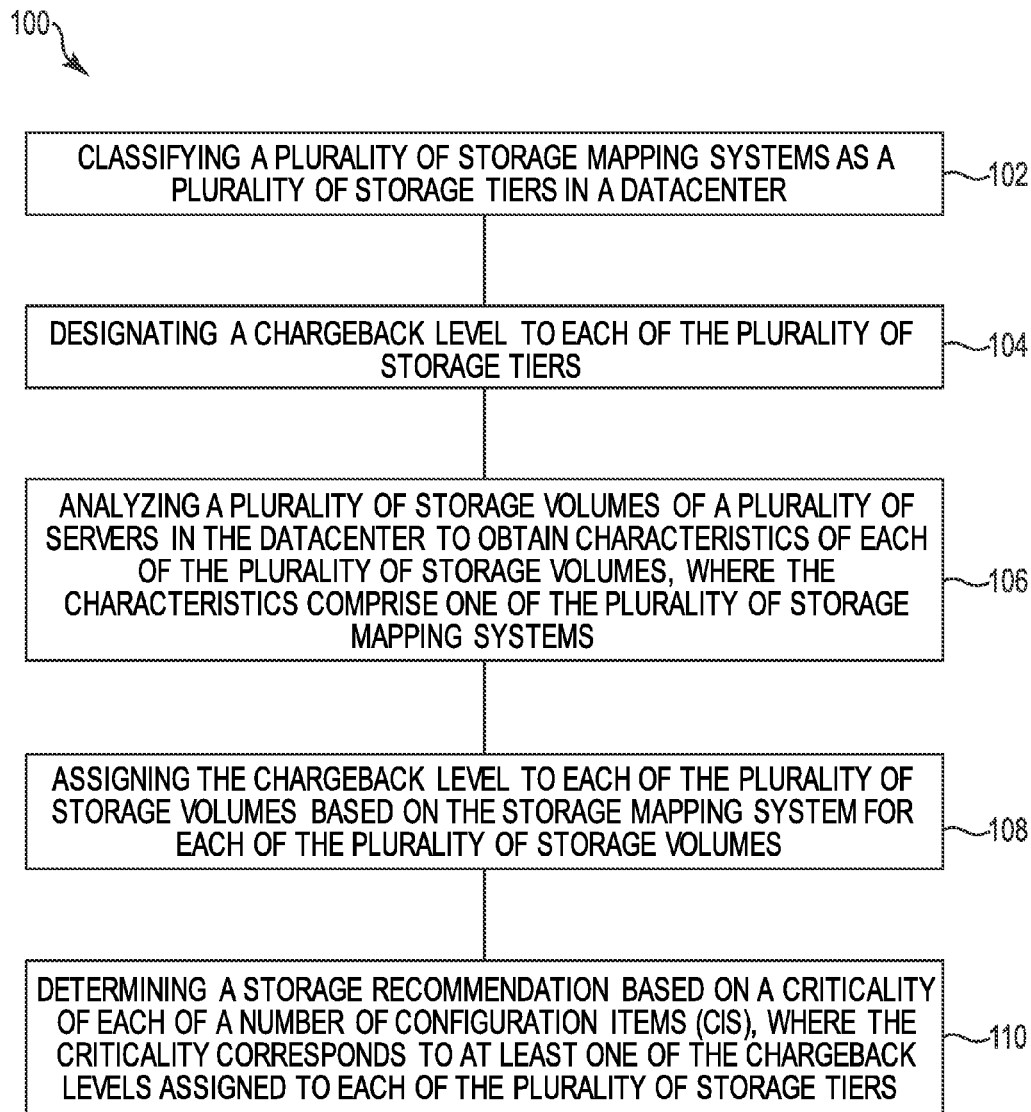 100
CLASSIFYING A PLURALITY OF STORAGE MAPPING SYSTEMS AS A
PLURALITY OF STORAGE TIERS IN A DATACENTER
102
DESIGNATING A CHARGEBACK LEVEL TO EACH OF THE PLURALITY OF
STORAGE TIERS
104
ANALYZING A PLURALITY OF STORAGE VOLUMES OF A PLURALITY OF
SERVERS IN THE DATACENTER TO OBTAIN CHARACTERISTICS OF EACH
OF THE PLURALITY OF STORAGE VOLUMES, WHERE THE
CHARACTERISTICS COMPRISE ONE OF THE PLURALITY OF STORAGE
MAPPING SYSTEMS
106
ASSIGNING THE CHARGEBACK LEVEL TO EACH OF THE PLURALITY OF
STORAGE VOLUMES BASED ON THE STORAGE MAPPING SYSTEM FOR
EACH OF THE PLURALITY OF STORAGE VOLUMES
108
DETERMINING A STORAGE RECOMMENDATION BASED ON A CRITICALITY
OF EACH OF A NUMBER OF CONFIGURATION ITEMS (CIS), WHERE THE
CRITICALITY CORRESPONDS TO AT LEAST ONE OF THE CHARGEBACK
LEVELS ASSIGNED TO EACH OF THE PLURALITY OF STORAGE TIERS
110